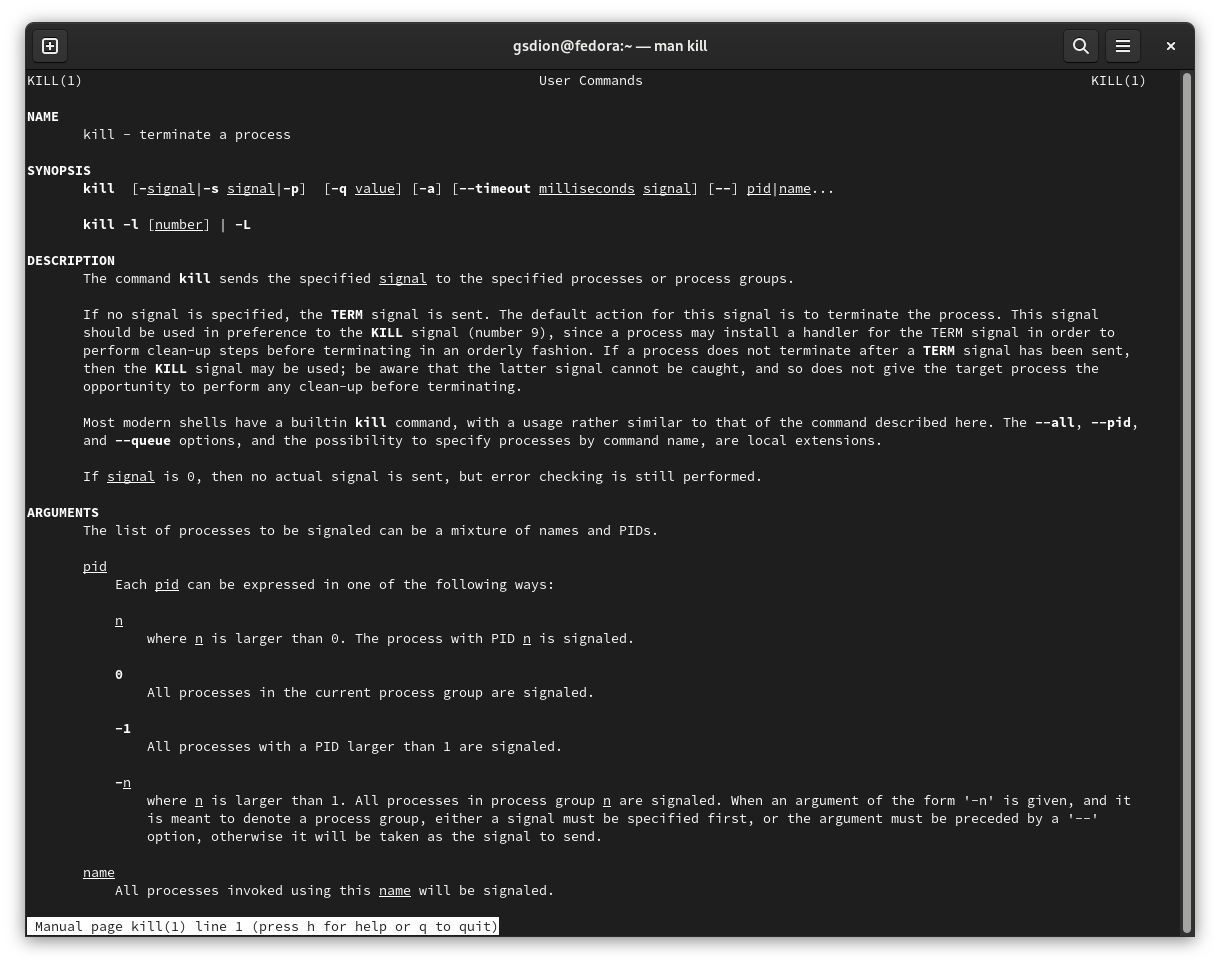 gsdion@fedora:~ — man kill
KILL(1) User Commands KILL(1)
NAME
kill - terminate a process
SYNOPSIS
kill [-signal|-s signal|-p] [-q value] [-a] [--timeout milliseconds signal] [--] pid|name...
kill -l [number] | -L
DESCRIPTION
The command kill sends the specified signal to the specified processes or process groups.
If no signal is specified, the TERM signal is sent. The default action for this signal is to terminate the process. This signal
should be used in preference to the KILL signal (number 9), since a process may install a handler for the TERM signal in order to
perform clean-up steps before terminating in an orderly fashion. If a process does not terminate after a TERM signal has been sent,
then the KILL signal may be used; be aware that the latter signal cannot be caught, and so does not give the target process the
opportunity to perform any clean-up before terminating.
Most modern shells have a builtin kill command, with a usage rather similar to that of the command described here. The --all, --pid,
and --queue options, and the possibility to specify processes by command name, are local extensions.
If signal is 0, then no actual signal is sent, but error checking is still performed.
ARGUMENTS
The list of processes to be signaled can be a mixture of names and PIDs.
pid
Each pid can be expressed in one of the following ways:
n
where n is larger than 0. The process with PID n is signaled.
0
All processes in the current process group are signaled.
-1
All processes with a PID larger than 1 are signaled.
-n
where n is larger than 1. All processes in process group n are signaled. When an argument of the form '-n' is given, and it
is meant to denote a process group, either a signal must be specified first, or the argument must be preceded by a '--'
option, otherwise it will be taken as the signal to send.
name
All processes invoked using this name will be signaled.
Manual page kill(1) line 1 (press h for help or q to quit)